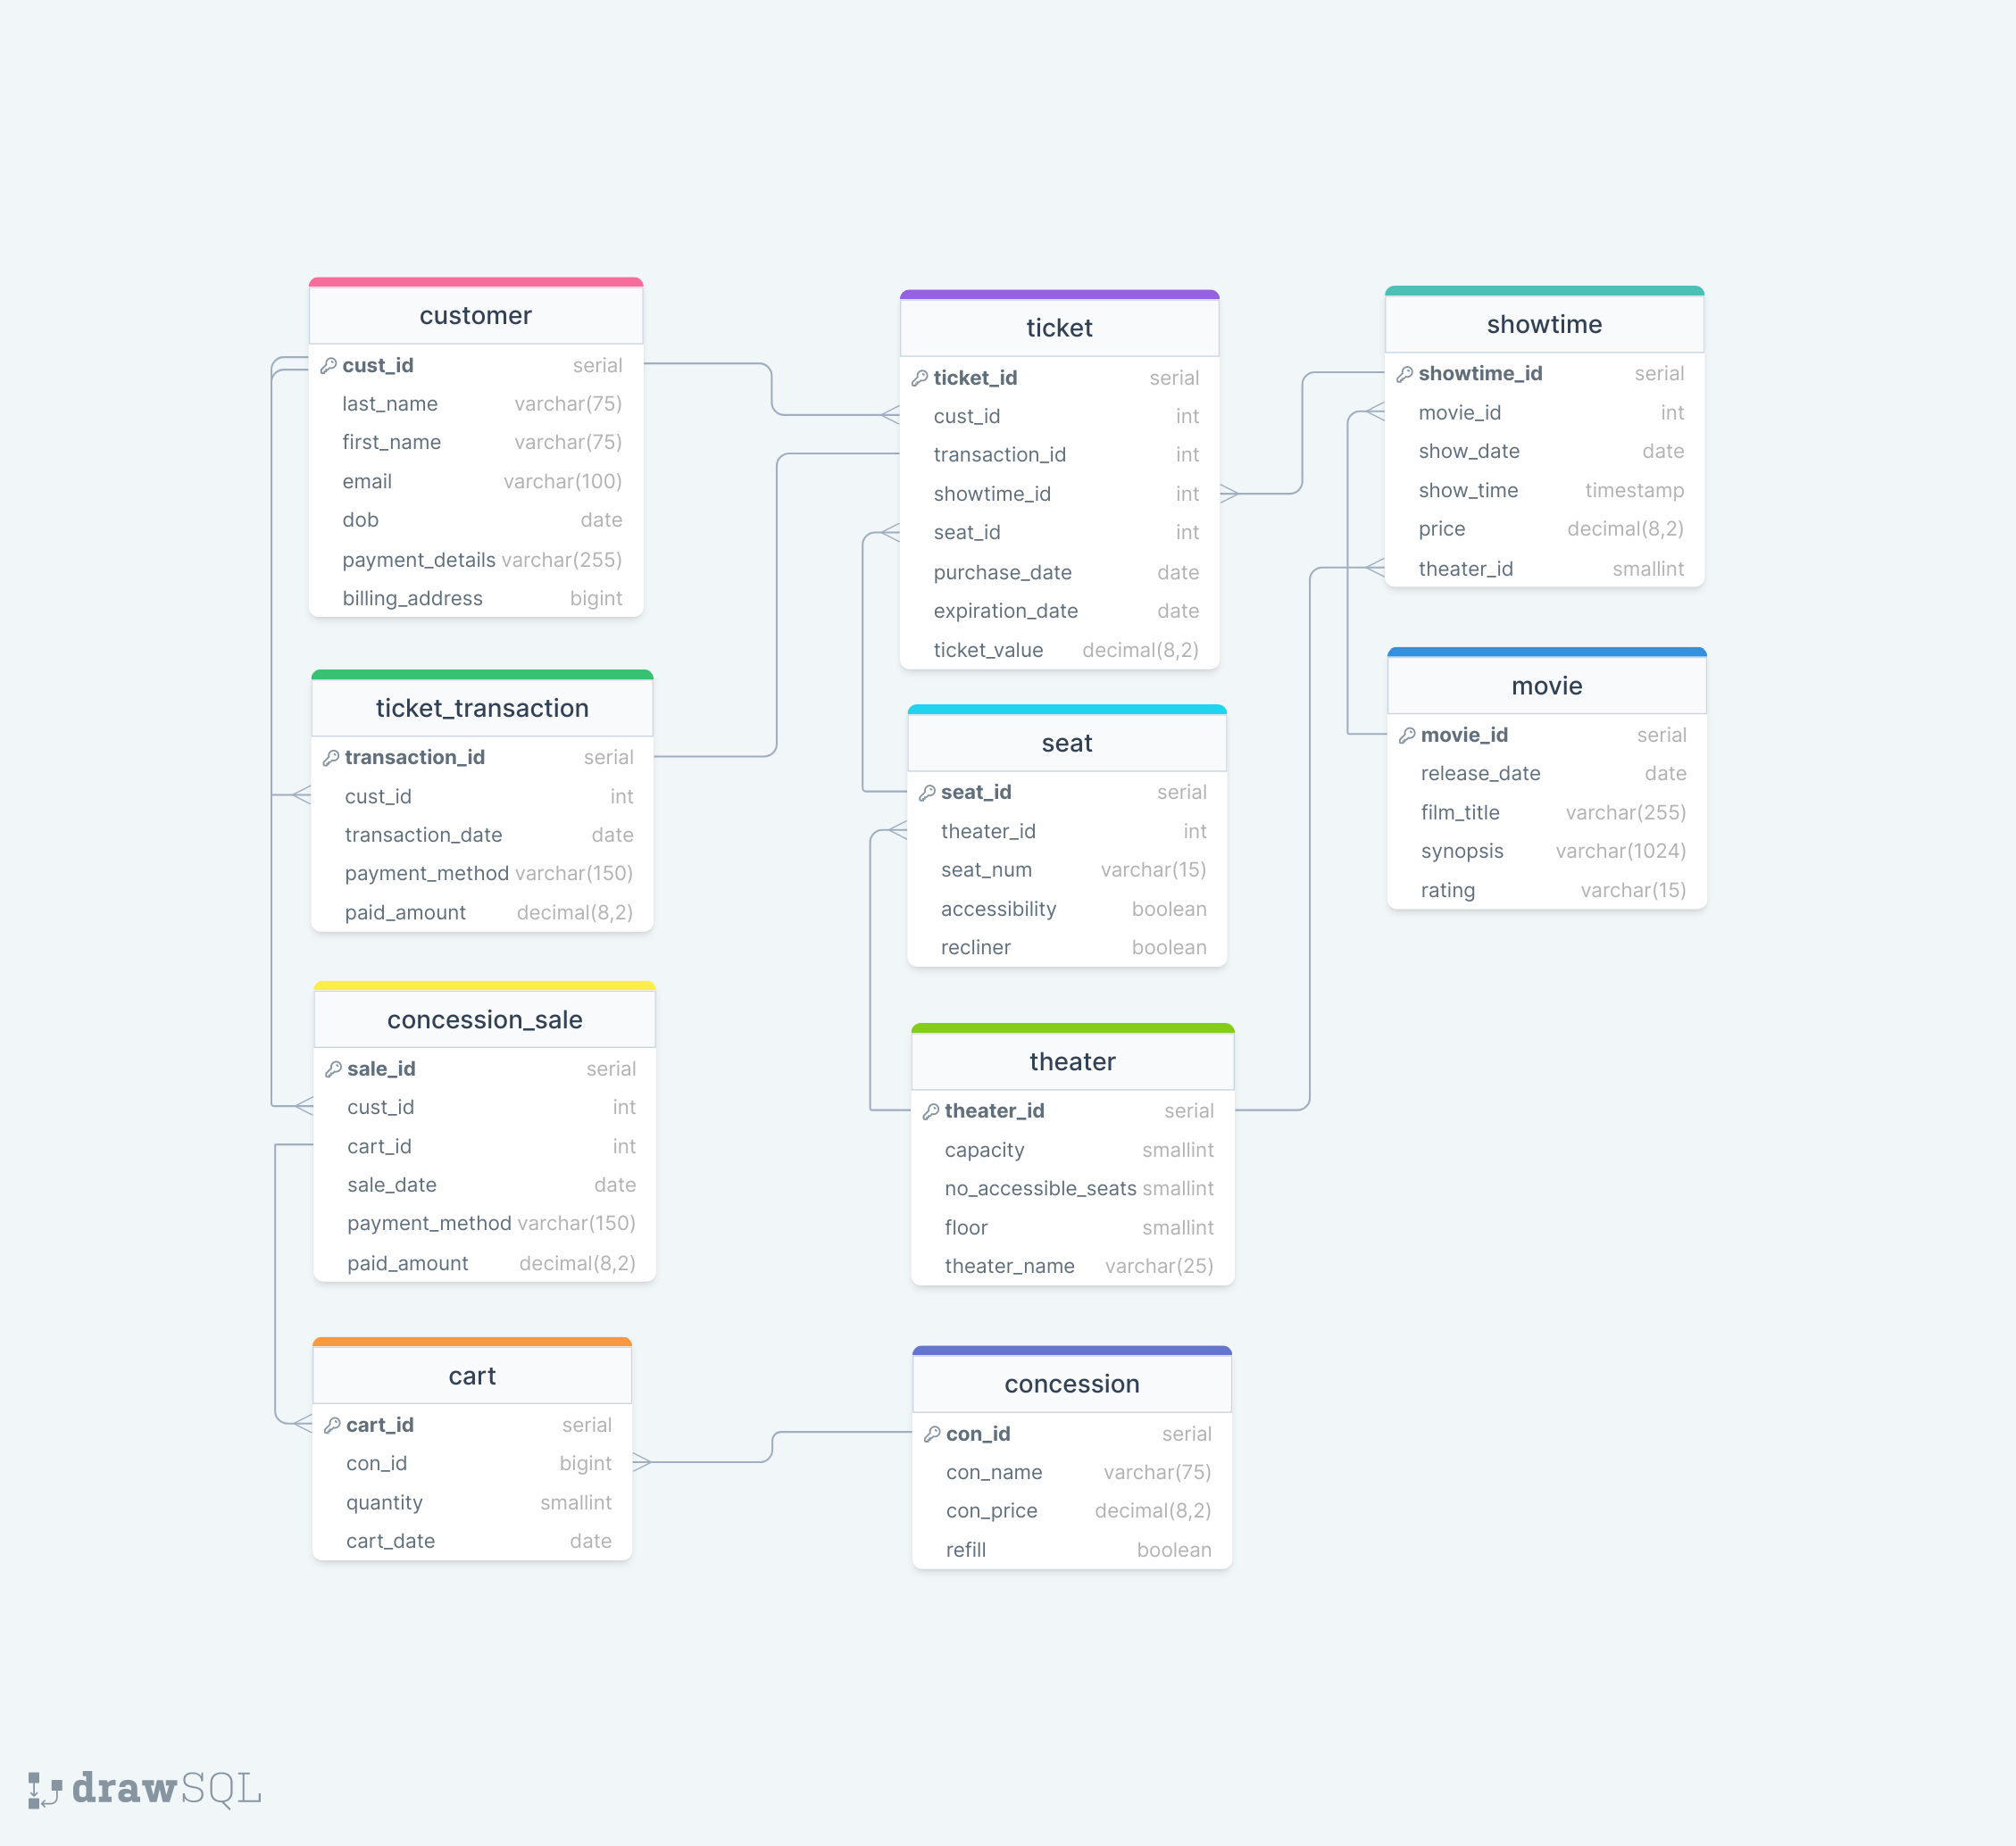 customer
cust_id serial
last_name varchar(75)
first_name varchar(75)
email varchar(100)
dob date
payment_details varchar(255)
billing_address bigint
ticket_transaction
transaction_id serial
cust_id int
transaction_date date
payment_method varchar(150)
paid_amount decimal(8,2)
concession_sale
sale_id serial
cust_id int
cart_id int
sale_date date
payment_method varchar(150)
paid_amount decimal(8,2)
cart
cart_id serial
con_id bigint
quantity smallint
cart_date date
ticket
ticket_id serial
cust_id int
transaction_id int
showtime_id int
seat_id int
purchase_date date
expiration_date date
ticket_value decimal(8,2)
seat
seat_id serial
theater_id int
seat_num varchar(15)
accessibility boolean
recliner boolean
theater
theater_id serial
capacity smallint
no_accessible_seats smallint
floor smallint
theater_name varchar(25)
concession
con_id serial
con_name varchar(75)
con_price decimal(8,2)
refill boolean
showtime
showtime_id serial
movie_id int
show_date date
show_time timestamp
price decimal(8,2)
theater_id smallint
movie
movie_id serial
release_date date
film_title varchar(255)
synopsis varchar(1024)
rating varchar(15)
drawSQL